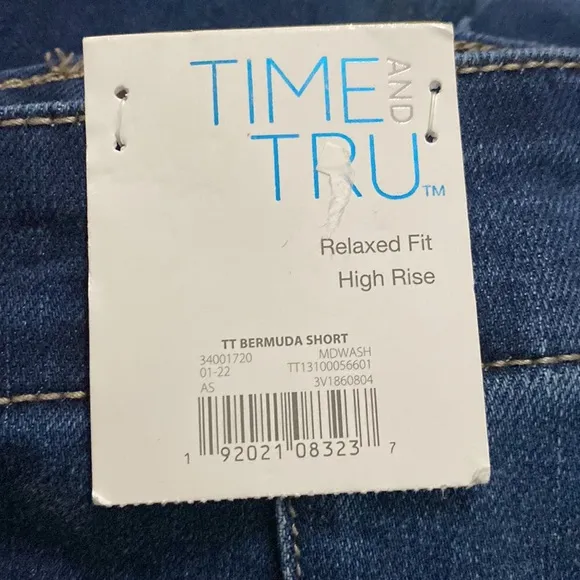 TIME AND
TRU™
Relaxed Fit
High Rise
TT BERMUDA SHORT
34001720 MDWASH
01-22 TT13100056601
AS 3V1860804
1 92021 08323 7